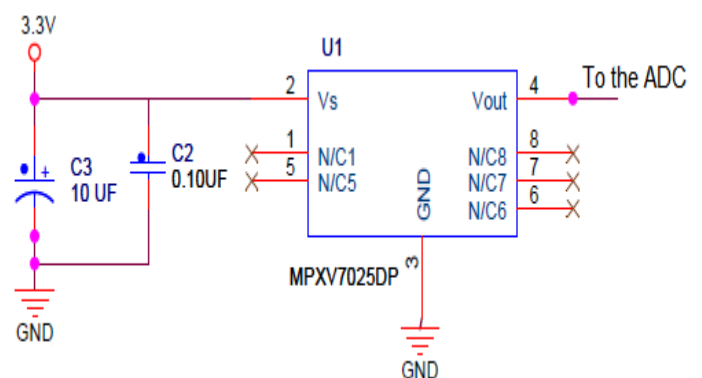 3.3V
U1
2
Vs
Vout
4
To the ADC
1
N/C1
N/C8
8
5
N/C5
N/C7
7
N/C6
6
GND
3
+
C3
10 UF
C2
0.10UF
MPXV7025DP
GND
GND